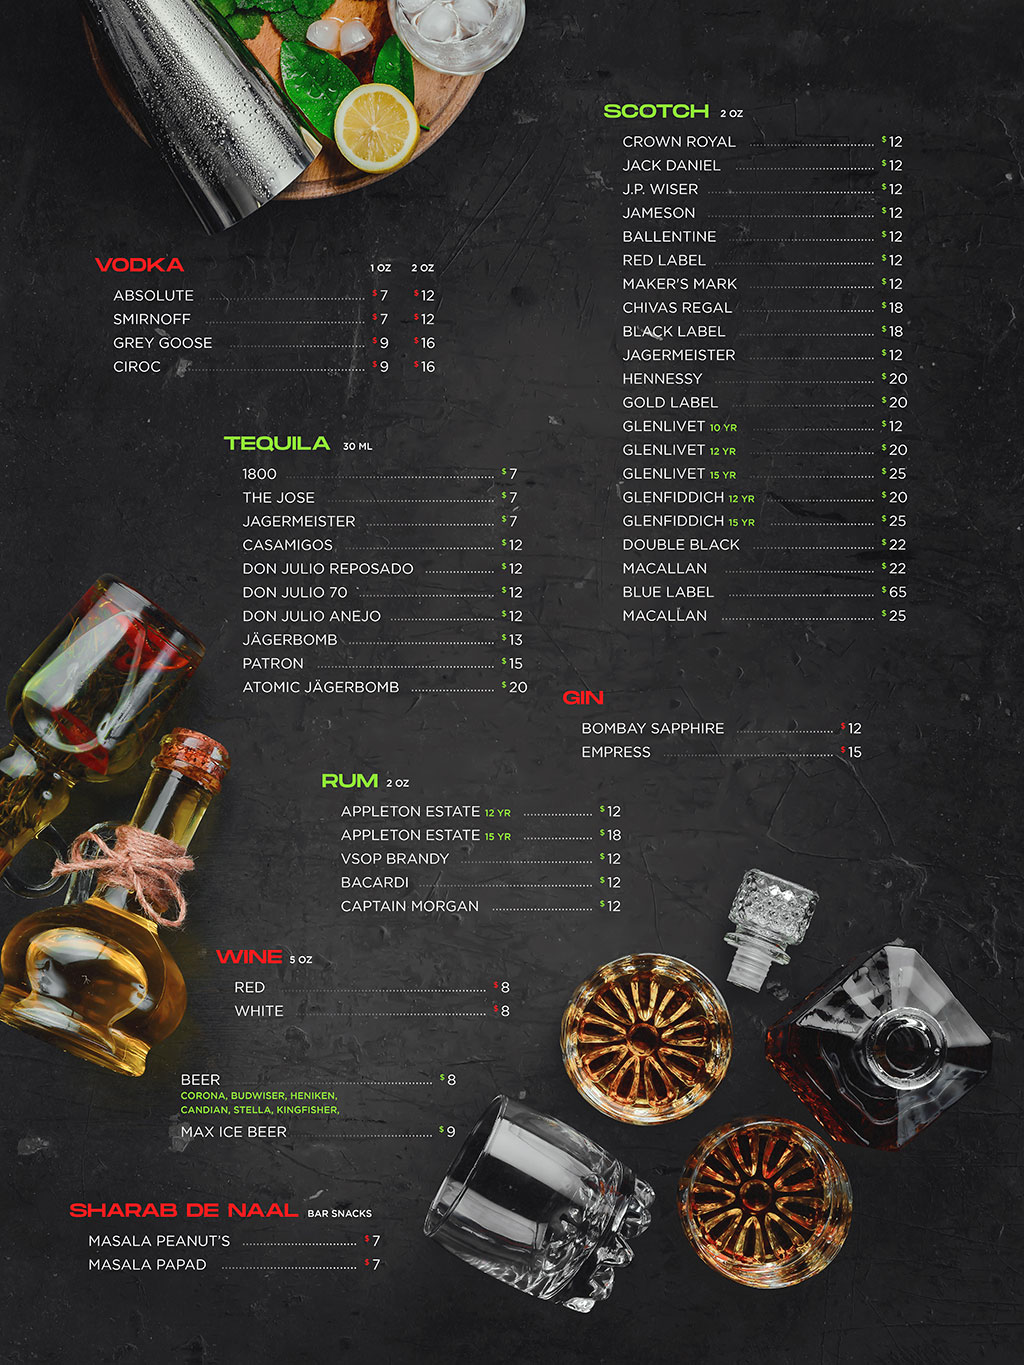 SCOTCH 2 OZ
CROWN ROYAL $12
JACK DANIEL $12
J.P. WISER $12
JAMESON $12
BALLENTINE $12
RED LABEL $12
MAKER'S MARK $12
CHIVAS REGAL $18
BLACK LABEL $18
JAGERMEISTER $12
HENNESSY $20
GOLD LABEL $20
GLENLIVET 10 YR $12
GLENLIVET 12 YR $20
GLENLIVET 15 YR $25
GLENFIDDICH 12 YR $20
GLENFIDDICH 15 YR $25
DOUBLE BLACK $22
MACALLAN $22
BLUE LABEL $65
MACALLAN $25
VODKA 1 OZ 2 OZ
ABSOLUTE $7 $12
SMIRNOFF $7 $12
GREY GOOSE $9 $16
CIROC $9 $16
TEQUILA 30 ML
1800 $7
THE JOSE $7
JAGERMEISTER $7
CASAMIGOS $12
DON JULIO REPOSADO $12
DON JULIO 70 $12
DON JULIO ANEJO $12
JÄGERBOMB $13
PATRON $15
ATOMIC JÄGERBOMB $20
GIN
BOMBAY SAPPHIRE $12
EMPRESS $15
RUM 2 OZ
APPLETON ESTATE 12 YR $12
APPLETON ESTATE 15 YR $18
VSOP BRANDY $12
BACARDI $12
CAPTAIN MORGAN $12
WINE 5 OZ
RED $8
WHITE $8
BEER $8
CORONA, BUDWISER, HENIKEN,
CANDIAN, STELLA, KINGFISHER,
MAX ICE BEER $9
SHARAB DE NAAL BAR SNACKS
MASALA PEANUT'S $7
MASALA PAPAD $7